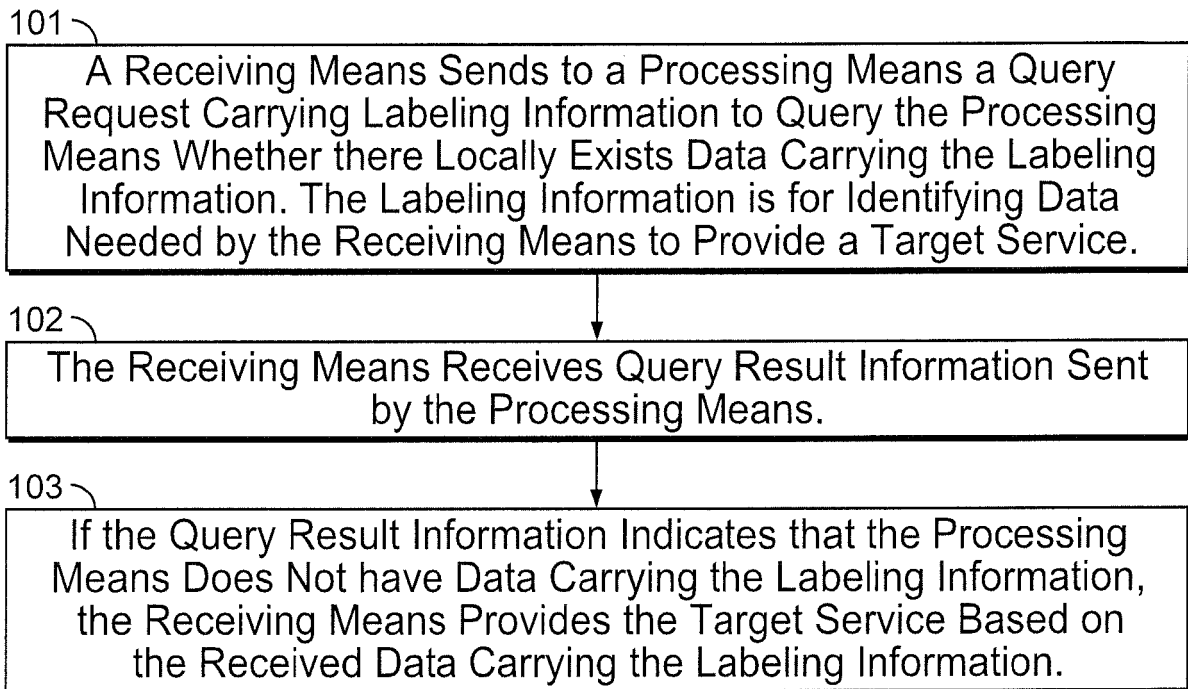 101
A Receiving Means Sends to a Processing Means a Query
Request Carrying Labeling Information to Query the Processing
Means Whether there Locally Exists Data Carrying the Labeling
Information. The Labeling Information is for Identifying Data
Needed by the Receiving Means to Provide a Target Service.
102
The Receiving Means Receives Query Result Information Sent
by the Processing Means.
103
If the Query Result Information Indicates that the Processing
Means Does Not have Data Carrying the Labeling Information,
the Receiving Means Provides the Target Service Based on
the Received Data Carrying the Labeling Information.